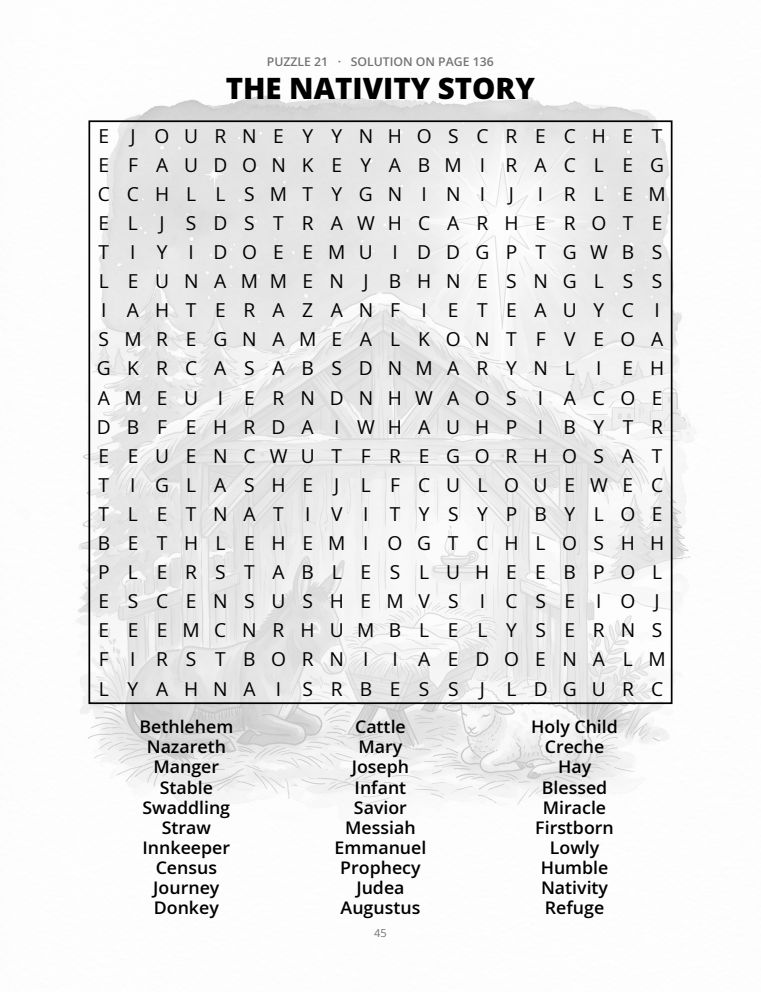 PUZZLE 21 · SOLUTION ON PAGE 136
THE NATIVITY STORY
E J O U R N E Y Y N H O S C R E C H E T
E F A U D O N K E Y A B M I R A C L E G
C C H L L S M T Y G N I N I J I R L E M
E L J S D S T R A W H C A R H E R O T E
T I Y I D O E E M U I D D G P T G W B S
L E U N A M M E N J B H N E S N G L S S
I A H T E R A Z A N F I E T E A U Y C I
S M R E G N A M E A L K O N T F V E O A
G K R C A S A B S D N M A R Y N L I E H
A M E U I E R N D N H W A O S I A C O E
D B F E H R D A I W H A U H P I B Y T R
E E U E N C W U T F R E G O R H O S A T
T I G L A S H E J L F C U L O U E W E C
T L E T N A T I V I T Y S Y P B Y L O E
B E T H L E H E M I O G T C H L O S H H
P L E R S T A B L E S L U H E E B P O L
E S C E N S U S H E M V S I C S E I O J
E E E M C N R H U M B L E L Y S E R N S
F I R S T B O R N I I A E D O E N A L M
L Y A H N A I S R B E S S J L D G U R C
Bethlehem Cattle Holy Child
Nazareth Mary Creche
Manger Joseph Hay
Stable Infant Blessed
Swaddling Savior Miracle
Straw Messiah Firstborn
Innkeeper Emmanuel Lowly
Census Prophecy Humble
Journey Judea Nativity
Donkey Augustus Refuge
45